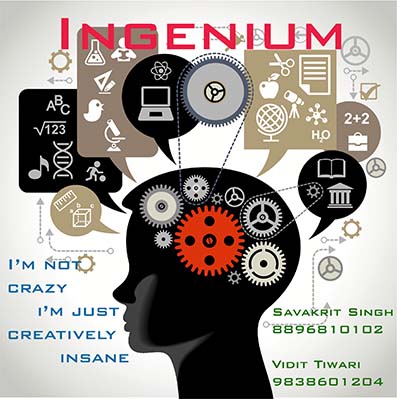 INGENIUM
ABC
√123
H₂O
2+2
I'M NOT
CRAZY
I'M JUST
CREATIVELY
INSANE
SAVAKRIT SINGH
8896810102
VIDIT TIWARI
9838601204